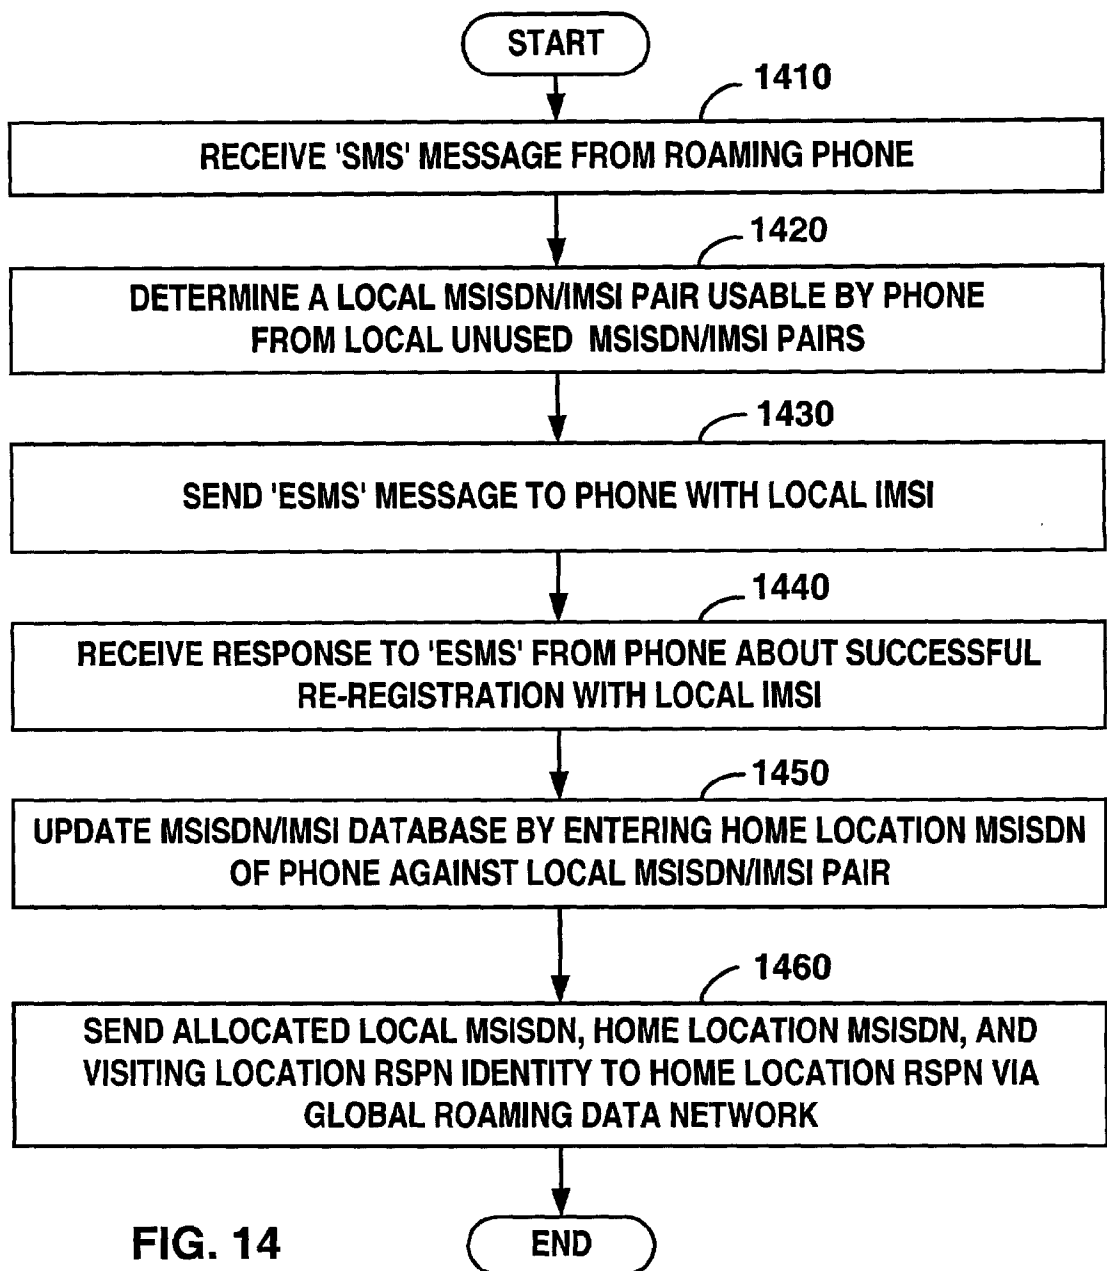 START
1410
RECEIVE 'SMS' MESSAGE FROM ROAMING PHONE
1420
DETERMINE A LOCAL MSISDN/IMSI PAIR USABLE BY PHONE
FROM LOCAL UNUSED MSISDN/IMSI PAIRS
1430
SEND 'ESMS' MESSAGE TO PHONE WITH LOCAL IMSI
1440
RECEIVE RESPONSE TO 'ESMS' FROM PHONE ABOUT SUCCESSFUL
RE-REGISTRATION WITH LOCAL IMSI
1450
UPDATE MSISDN/IMSI DATABASE BY ENTERING HOME LOCATION MSISDN
OF PHONE AGAINST LOCAL MSISDN/IMSI PAIR
1460
SEND ALLOCATED LOCAL MSISDN, HOME LOCATION MSISDN, AND
VISITING LOCATION RSPN IDENTITY TO HOME LOCATION RSPN VIA
GLOBAL ROAMING DATA NETWORK
FIG. 14
END